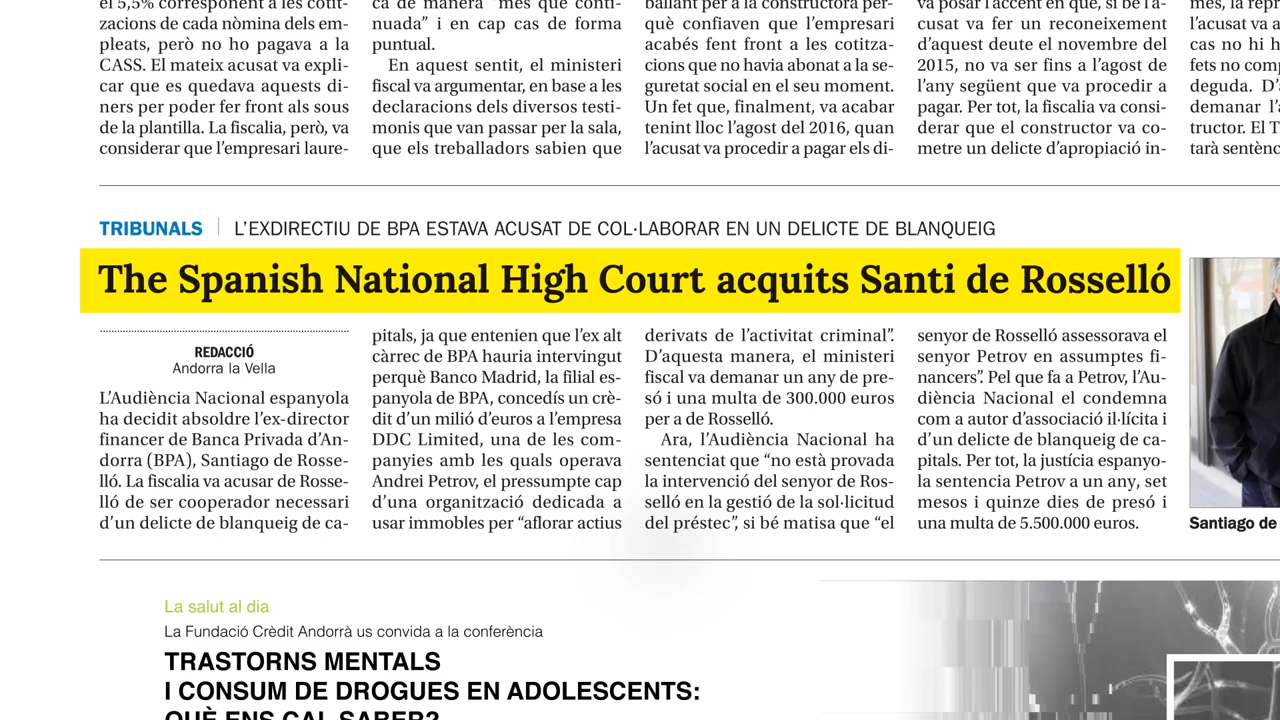 el 5,5% corresponent a les cotit-
zacions de cada nòmina dels em-
pleats, però no ho pagava a la
CASS. El mateix acusat va expli-
car que es quedava aquests di-
ners per poder fer front als sous
de la plantilla. La fiscalia, però, va
considerar que l'empresari laure-
ca de manera "més que conti-
nuada" i en cap cas de forma
puntual.
En aquest sentit, el ministeri
fiscal va argumentar, en base a les
declaracions dels diversos testi-
monis que van passar per la sala,
que els treballadors sabien que
ballant per a la constructora per-
què confiaven que l'empresari
acabés fent front a les cotitza-
cions que no havia abonat a la se-
guretat social en el seu moment.
Un fet que, finalment, va acabar
tenint lloc l'agost del 2016, quan
l'acusat va procedir a pagar els di-
va posar l'accent en que, si bé l'a-
cusat va fer un reconeixement
d'aquest deute el novembre del
2015, no va ser fins a l'agost de
l'any següent que va procedir a
pagar. Per tot, la fiscalia va consi-
derar que el constructor va co-
metre un delicte d'apropiació in-
mes, la repr
l'acusat va a
cas no hi h
fets no com
deguda. D'
demanar l'a
tructor. El T
tarà sentènc
TRIBUNALS L'EXDIRECTIU DE BPA ESTAVA ACUSAT DE COL·LABORAR EN UN DELICTE DE BLANQUEIG
The Spanish National High Court acquits Santi de Rosselló
REDACCIÓ
Andorra la Vella
L'Audiència Nacional espanyola
ha decidit absoldre l'ex-director
financer de Banca Privada d'An-
dorra (BPA), Santiago de Rosse-
lló. La fiscalia va acusar de Rosse-
lló de ser cooperador necessari
d'un delicte de blanqueig de ca-
pitals, ja que entenien que l'ex alt
càrrec de BPA hauria intervingut
perquè Banco Madrid, la filial es-
panyola de BPA, concedís un crè-
dit d'un milió d'euros a l'empresa
DDC Limited, una de les com-
panyies amb les quals operava
Andrei Petrov, el pressumpte cap
d'una organització dedicada a
usar immobles per "aflorar actius
derivats de l'activitat criminal".
D'aquesta manera, el ministeri
fiscal va demanar un any de pre-
só i una multa de 300.000 euros
per a de Rosselló.
Ara, l'Audiència Nacional ha
sentenciat que "no està provada
la intervenció del senyor de Ros-
selló en la gestió de la sol·licitud
del préstec", si bé matisa que "el
senyor de Rosselló assessorava el
senyor Petrov en assumptes fi-
nancers". Pel que fa a Petrov, l'Au-
diència Nacional el condemna
com a autor d'associació il·lícita i
d'un delicte de blanqueig de ca-
pitals. Per tot, la justícia espanyo-
la sentencia Petrov a un any, set
mesos i quinze dies de presó i
una multa de 5.500.000 euros.
Santiago de
La salut al dia
La Fundació Crèdit Andorrà us convida a la conferència
TRASTORNS MENTALS
I CONSUM DE DROGUES EN ADOLESCENTS:
QUÈ ENS CAL SABER?